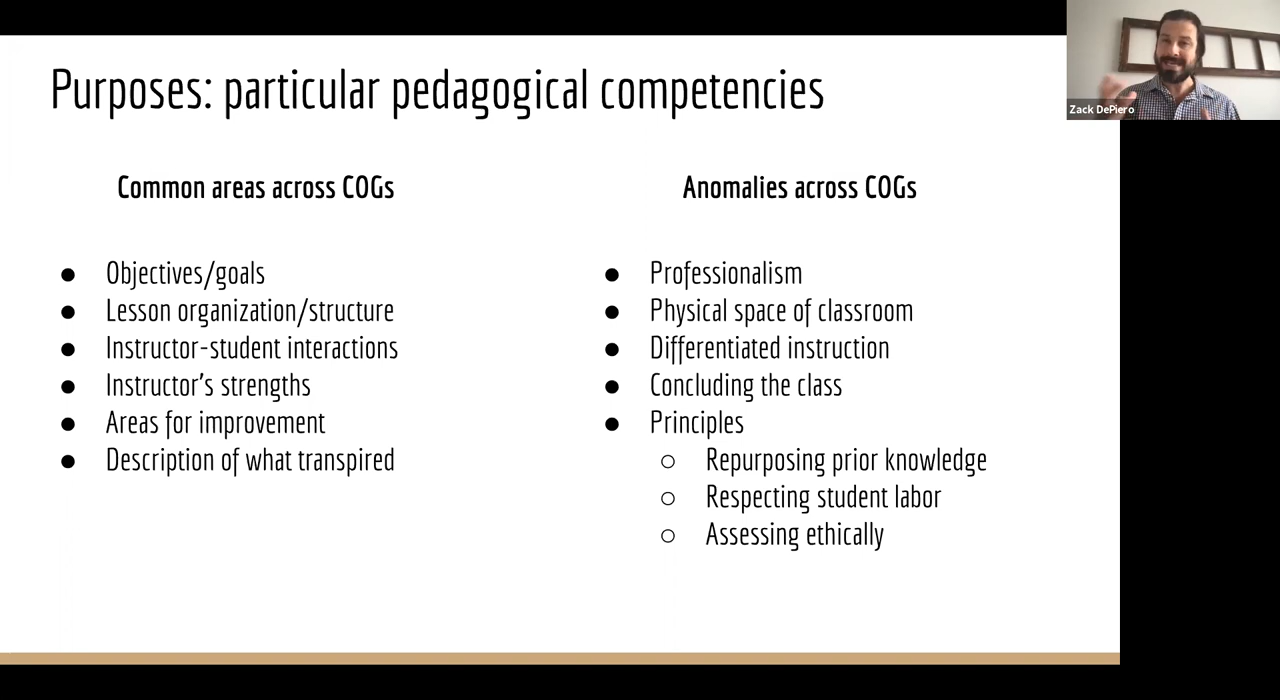 Purposes: particular pedagogical competencies
Zack DePiero
Common areas across COGs
Objectives/goals
Lesson organization/structure
Instructor-student interactions
Instructor's strengths
Areas for improvement
Description of what transpired
Anomalies across COGs
Professionalism
Physical space of classroom
Differentiated instruction
Concluding the class
Principles
Repurposing prior knowledge
Respecting student labor
Assessing ethically